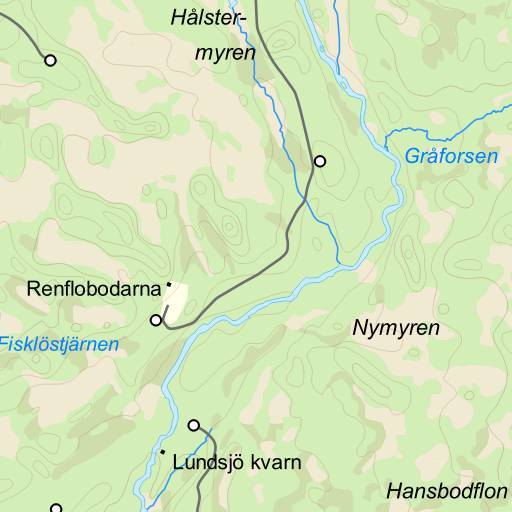 Hålster-
myren
Gråforsen
Renflobodarna
Fisklöstjärnen
Nymyren
Lundsjö kvarn
Hansbodflon